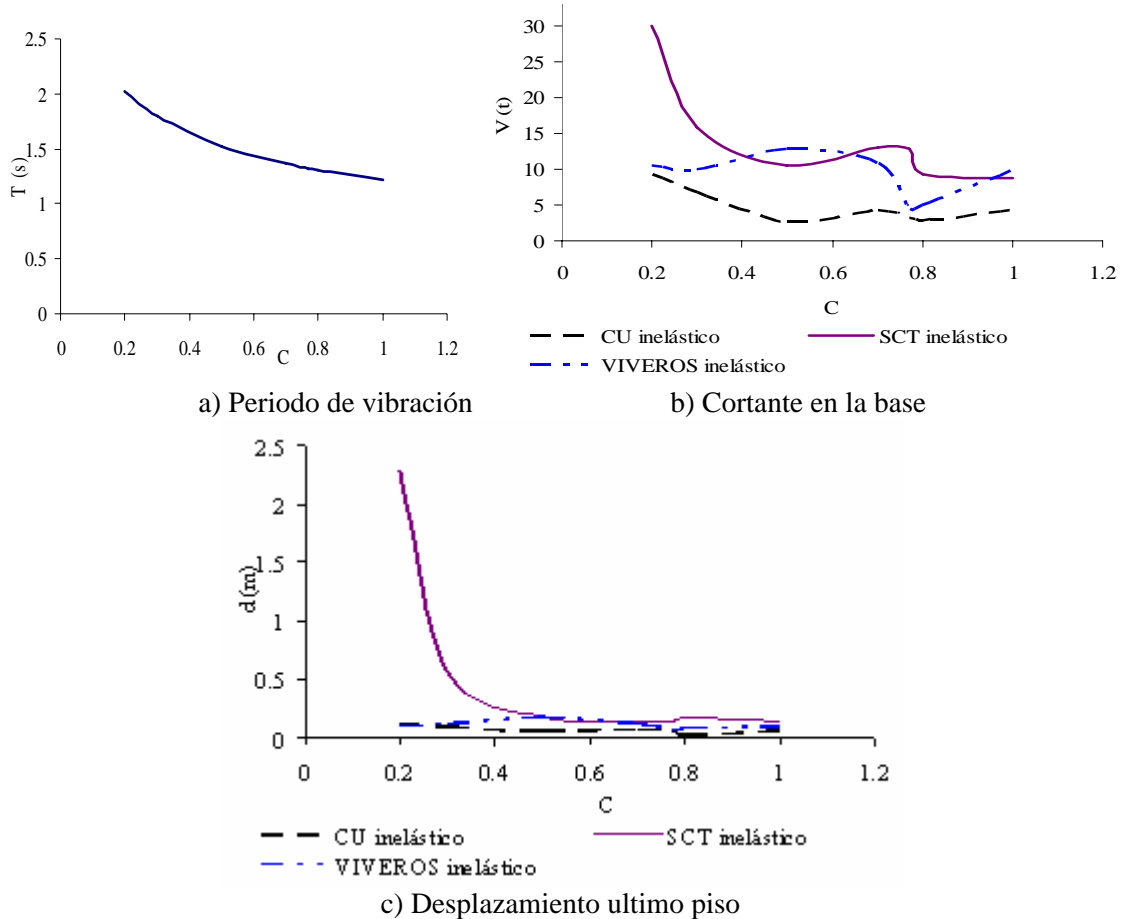 2.5
2
1.5
1
0.5
0
T (s)
0 0.2 0.4 0.6 0.8 1 1.2
C
a) Periodo de vibración
30
25
20
15
10
5
0
V (t)
0 0.2 0.4 0.6 0.8 1 1.2
C
CU inelástico SCT inelástico
VIVEROS inelástico
b) Cortante en la base
2.5
2
1.5
1
0.5
0
d (m)
0 0.2 0.4 0.6 0.8 1 1.2
C
CU inelástico SCT inelástico
VIVEROS inelástico
c) Desplazamiento ultimo piso